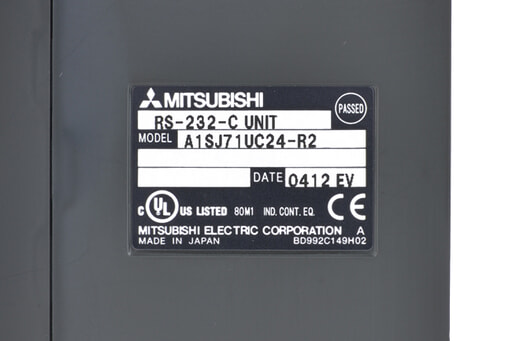 MITSUBISHI
PASSED
RS-232-C UNIT
MODEL A1SJ71UC24-R2
DATE 0412 EV
C UL US LISTED 80M1 IND. CONT. EQ. CE
MITSUBISHI ELECTRIC CORPORATION A
MADE IN JAPAN BD992C149H02